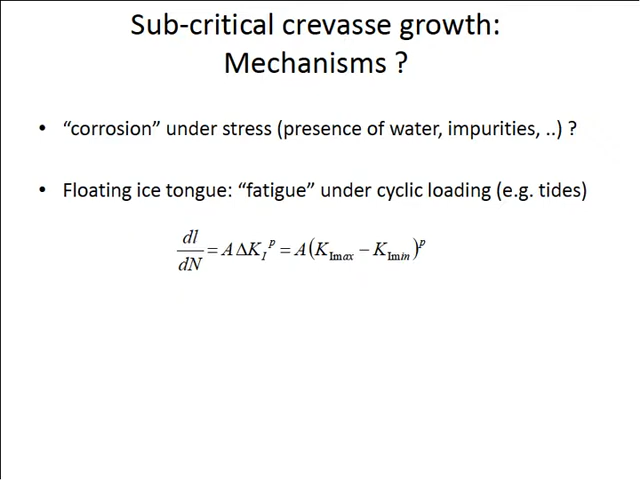 Sub-critical crevasse growth:
Mechanisms ?
• “corrosion” under stress (presence of water, impurities, ..) ?
• Floating ice tongue: “fatigue” under cyclic loading (e.g. tides)
dl/dN = A ΔK_I^p = A(K_Imax − K_Imin)^p